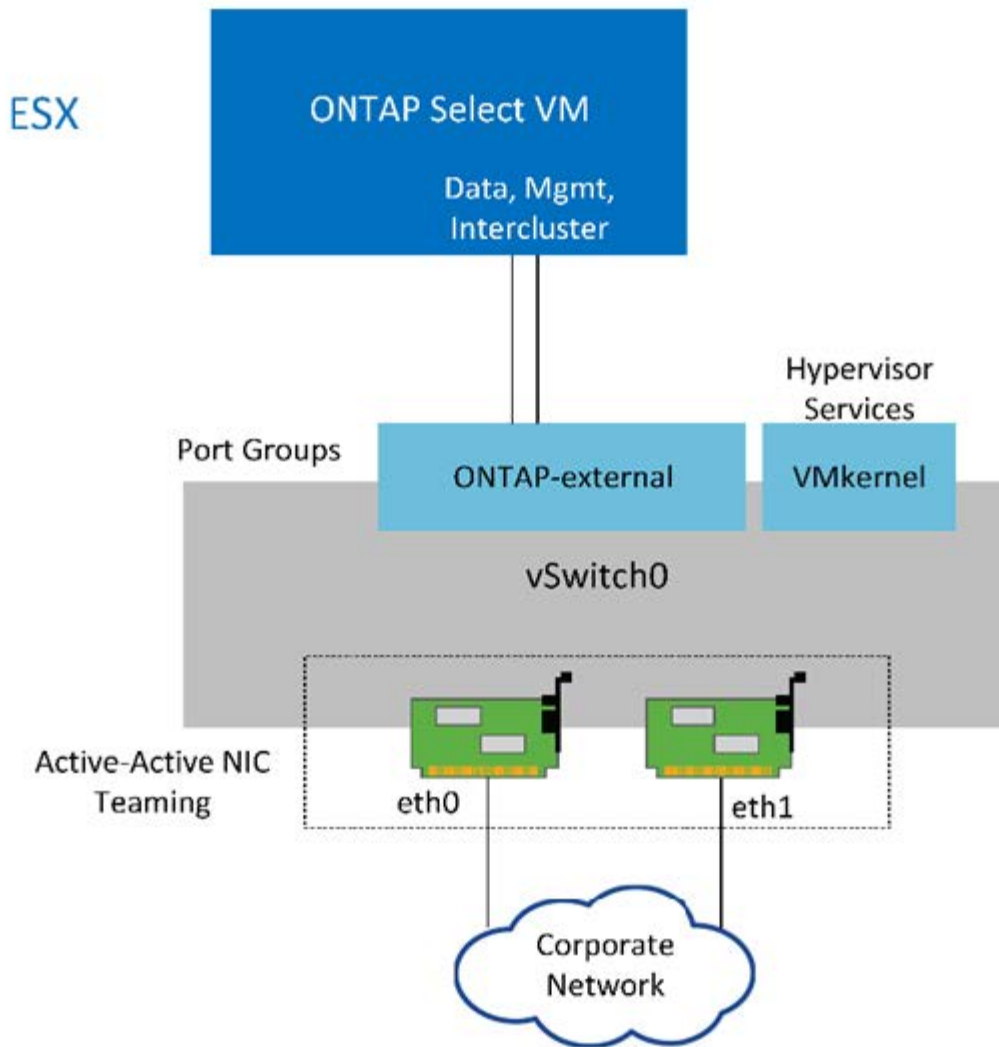 ESX
ONTAP Select VM
Data, Mgmt,
Intercluster
Hypervisor
Services
Port Groups
ONTAP-external
VMkernel
vSwitch0
Active-Active NIC
Teaming
eth0
eth1
Corporate
Network